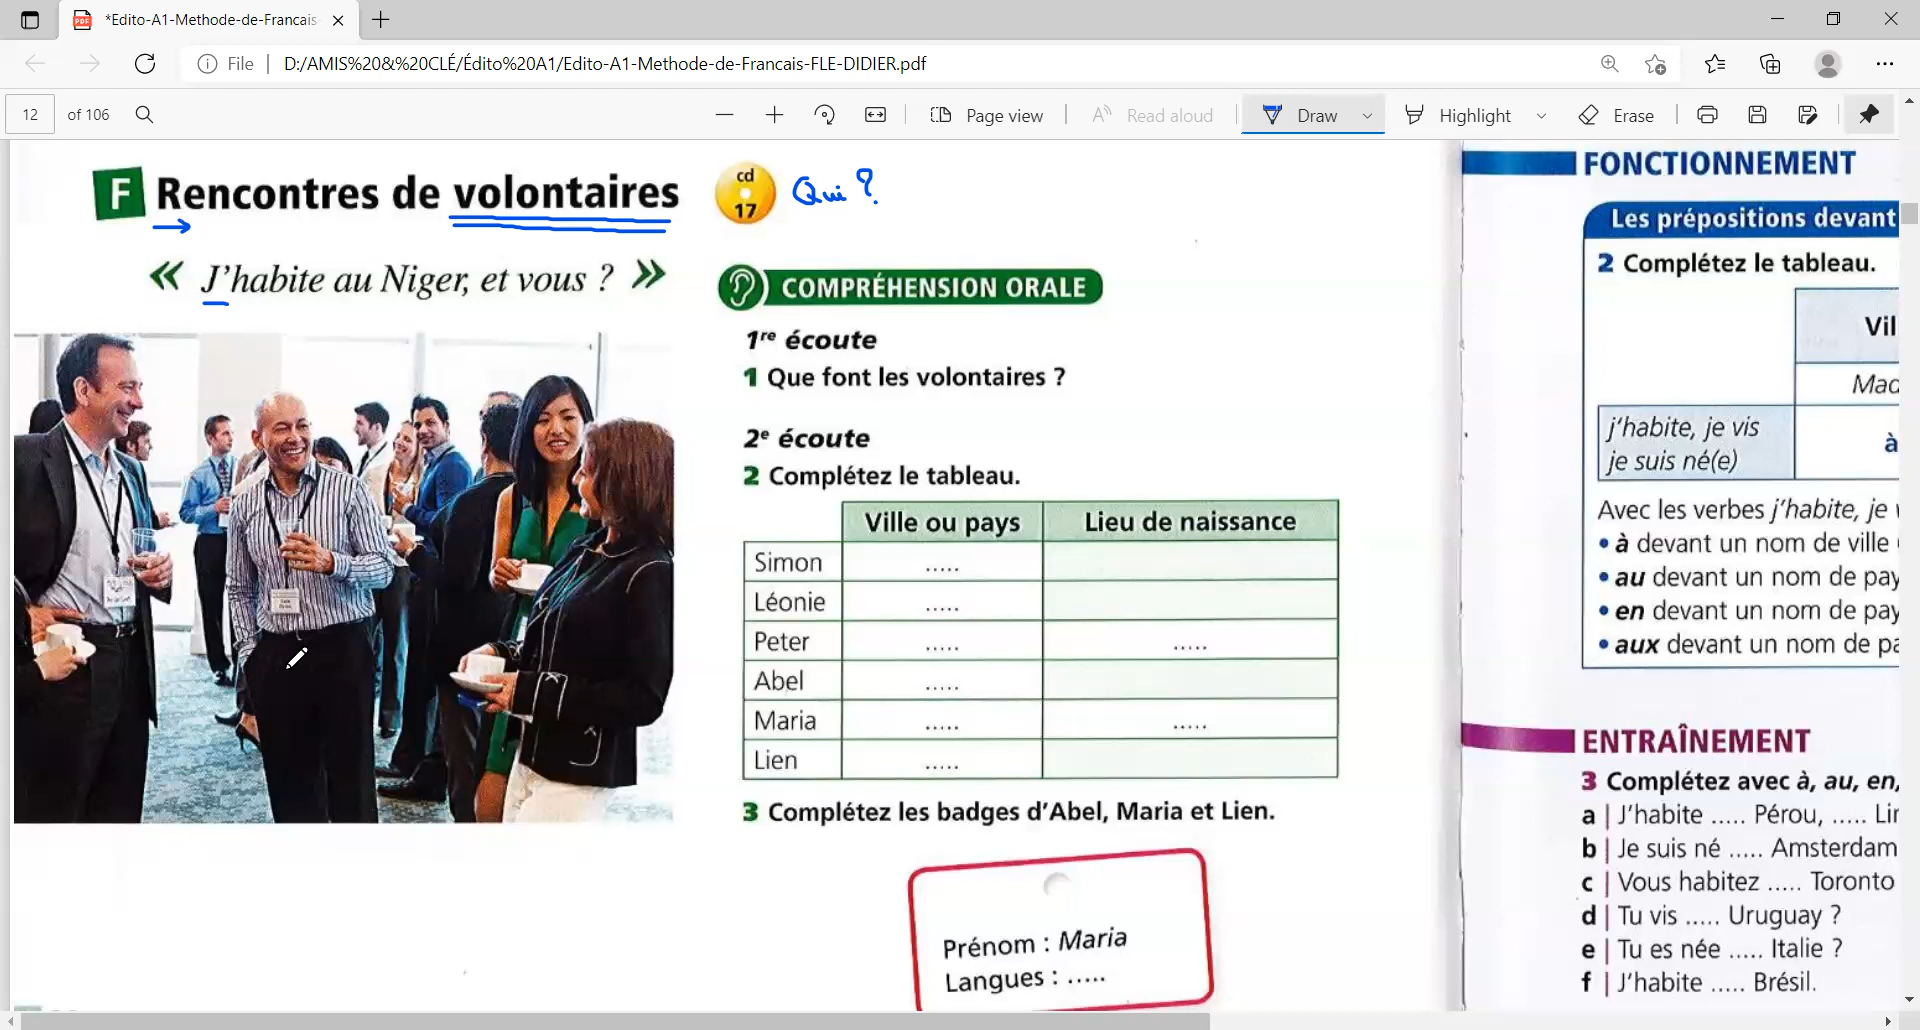 *Edito-A1-Methode-de-Francais-
File
D:/AMIS%20&%20CLÉ/Édito%20A1/Edito-A1-Methode-de-Francais-FLE-DIDIER.pdf
12 of 106
Page view
Read aloud
Draw
Highlight
Erase
F Rencontres de volontaires
cd 17
Qui ?
« J'habite au Niger, et vous ? »
COMPRÉHENSION ORALE
1re écoute
1 Que font les volontaires ?
2e écoute
2 Complétez le tableau.
Ville ou pays Lieu de naissance
Simon .....
Léonie .....
Peter ..... .....
Abel .....
Maria ..... .....
Lien .....
3 Complétez les badges d'Abel, Maria et Lien.
Prénom : Maria
Langues : .....
FONCTIONNEMENT
Les prépositions devant
2 Complétez le tableau.
Vil
Mad
j'habite, je vis
je suis né(e)
à
Avec les verbes j'habite, je
• à devant un nom de ville
• au devant un nom de pay
• en devant un nom de pay
• aux devant un nom de pa
ENTRAÎNEMENT
3 Complétez avec à, au, en,
a | J'habite ..... Pérou, ..... Lir
b | Je suis né ..... Amsterdam
c | Vous habitez ..... Toronto
d | Tu vis ..... Uruguay ?
e | Tu es née ..... Italie ?
f | J'habite ..... Brésil.